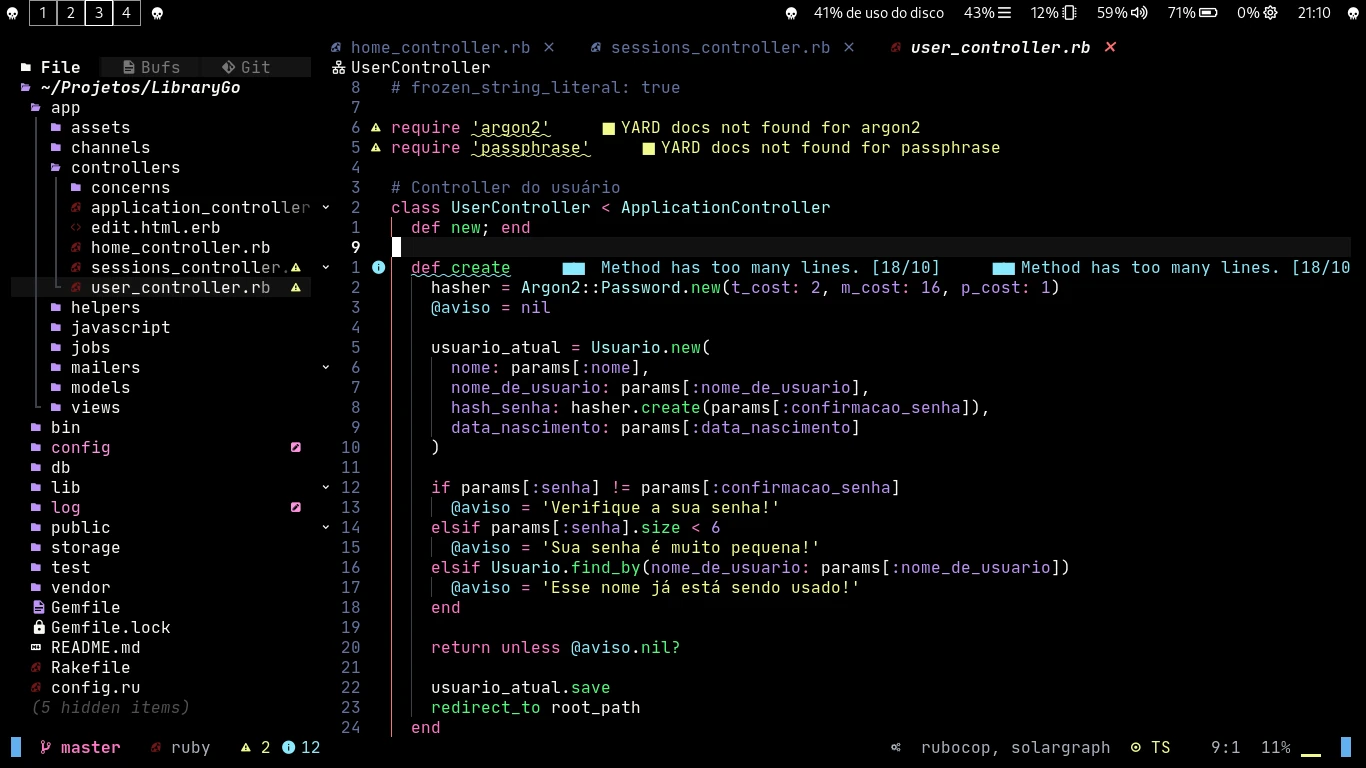 1 2 3 4 41% de uso do disco 43% 12% 59% 71% 0% 21:10
home_controller.rb × sessions_controller.rb × user_controller.rb ×
File Bufs Git
UserController
~/Projetos/LibraryGo
app
assets
channels
controllers
concerns
application_controller
edit.html.erb
home_controller.rb
sessions_controller.
user_controller.rb
helpers
javascript
jobs
mailers
models
views
bin
config
db
lib
log
public
storage
test
vendor
Gemfile
Gemfile.lock
README.md
Rakefile
config.ru
(5 hidden items)
8 # frozen_string_literal: true
7
6 require 'argon2' YARD docs not found for argon2
5 require 'passphrase' YARD docs not found for passphrase
4
3 # Controller do usuário
2 class UserController < ApplicationController
1 def new; end
9
1 def create Method has too many lines. [18/10] Method has too many lines. [18/10
2 hasher = Argon2::Password.new(t_cost: 2, m_cost: 16, p_cost: 1)
3 @aviso = nil
4
5 usuario_atual = Usuario.new(
6 nome: params[:nome],
7 nome_de_usuario: params[:nome_de_usuario],
8 hash_senha: hasher.create(params[:confirmacao_senha]),
9 data_nascimento: params[:data_nascimento]
10 )
11
12 if params[:senha] != params[:confirmacao_senha]
13 @aviso = 'Verifique a sua senha!'
14 elsif params[:senha].size < 6
15 @aviso = 'Sua senha é muito pequena!'
16 elsif Usuario.find_by(nome_de_usuario: params[:nome_de_usuario])
17 @aviso = 'Esse nome já está sendo usado!'
18 end
19
20 return unless @aviso.nil?
21
22 usuario_atual.save
23 redirect_to root_path
24 end
master ruby 2 12 rubocop, solargraph TS 9:1 11%